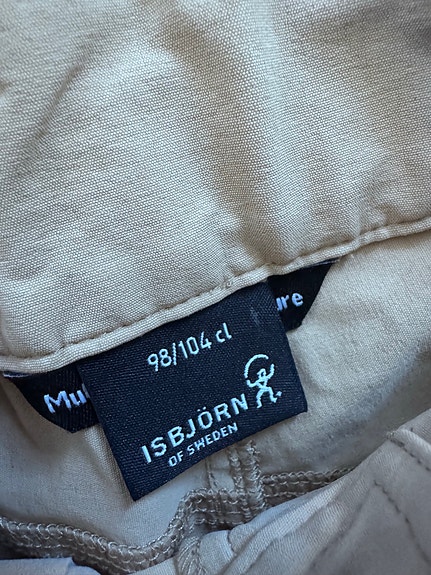 98/104 cl
ISBJÖRN
OF SWEDEN